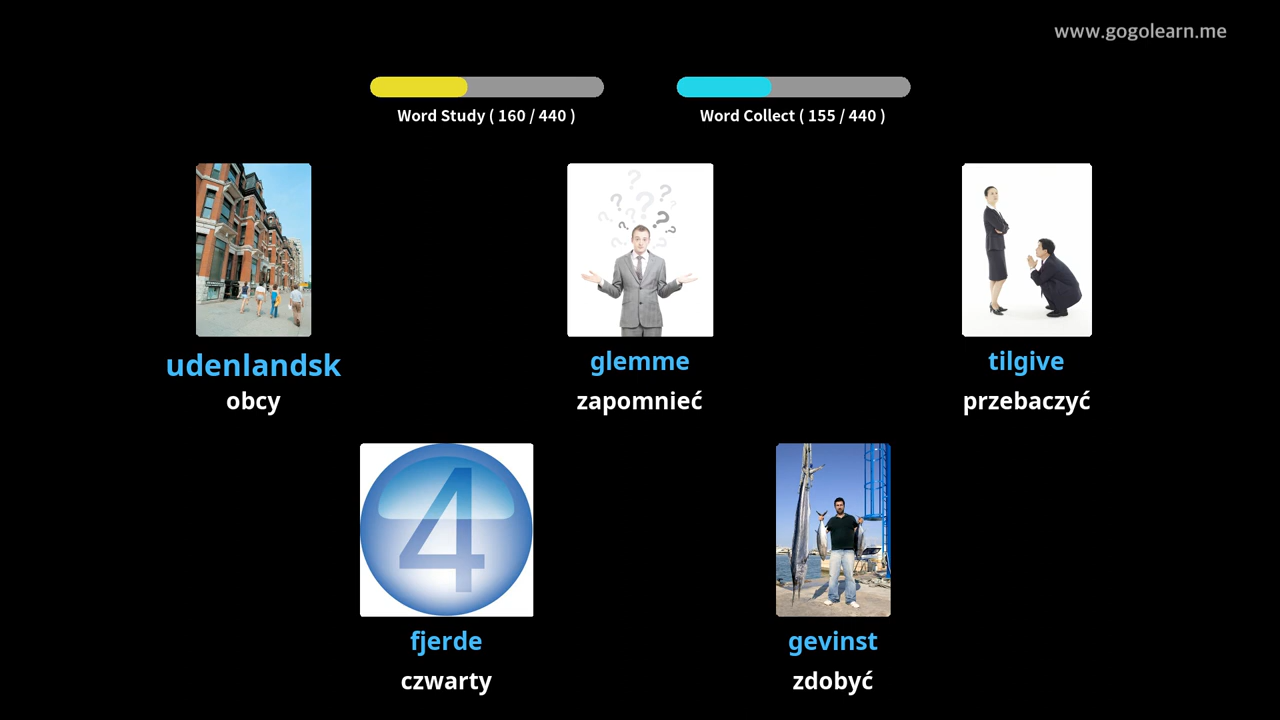 www.gogolearn.me
Word Study ( 160 / 440 )
Word Collect ( 155 / 440 )
udenlandsk
obcy
glemme
zapomnieć
tilgive
przebaczyć
4
fjerde
czwarty
gevinst
zdobyć